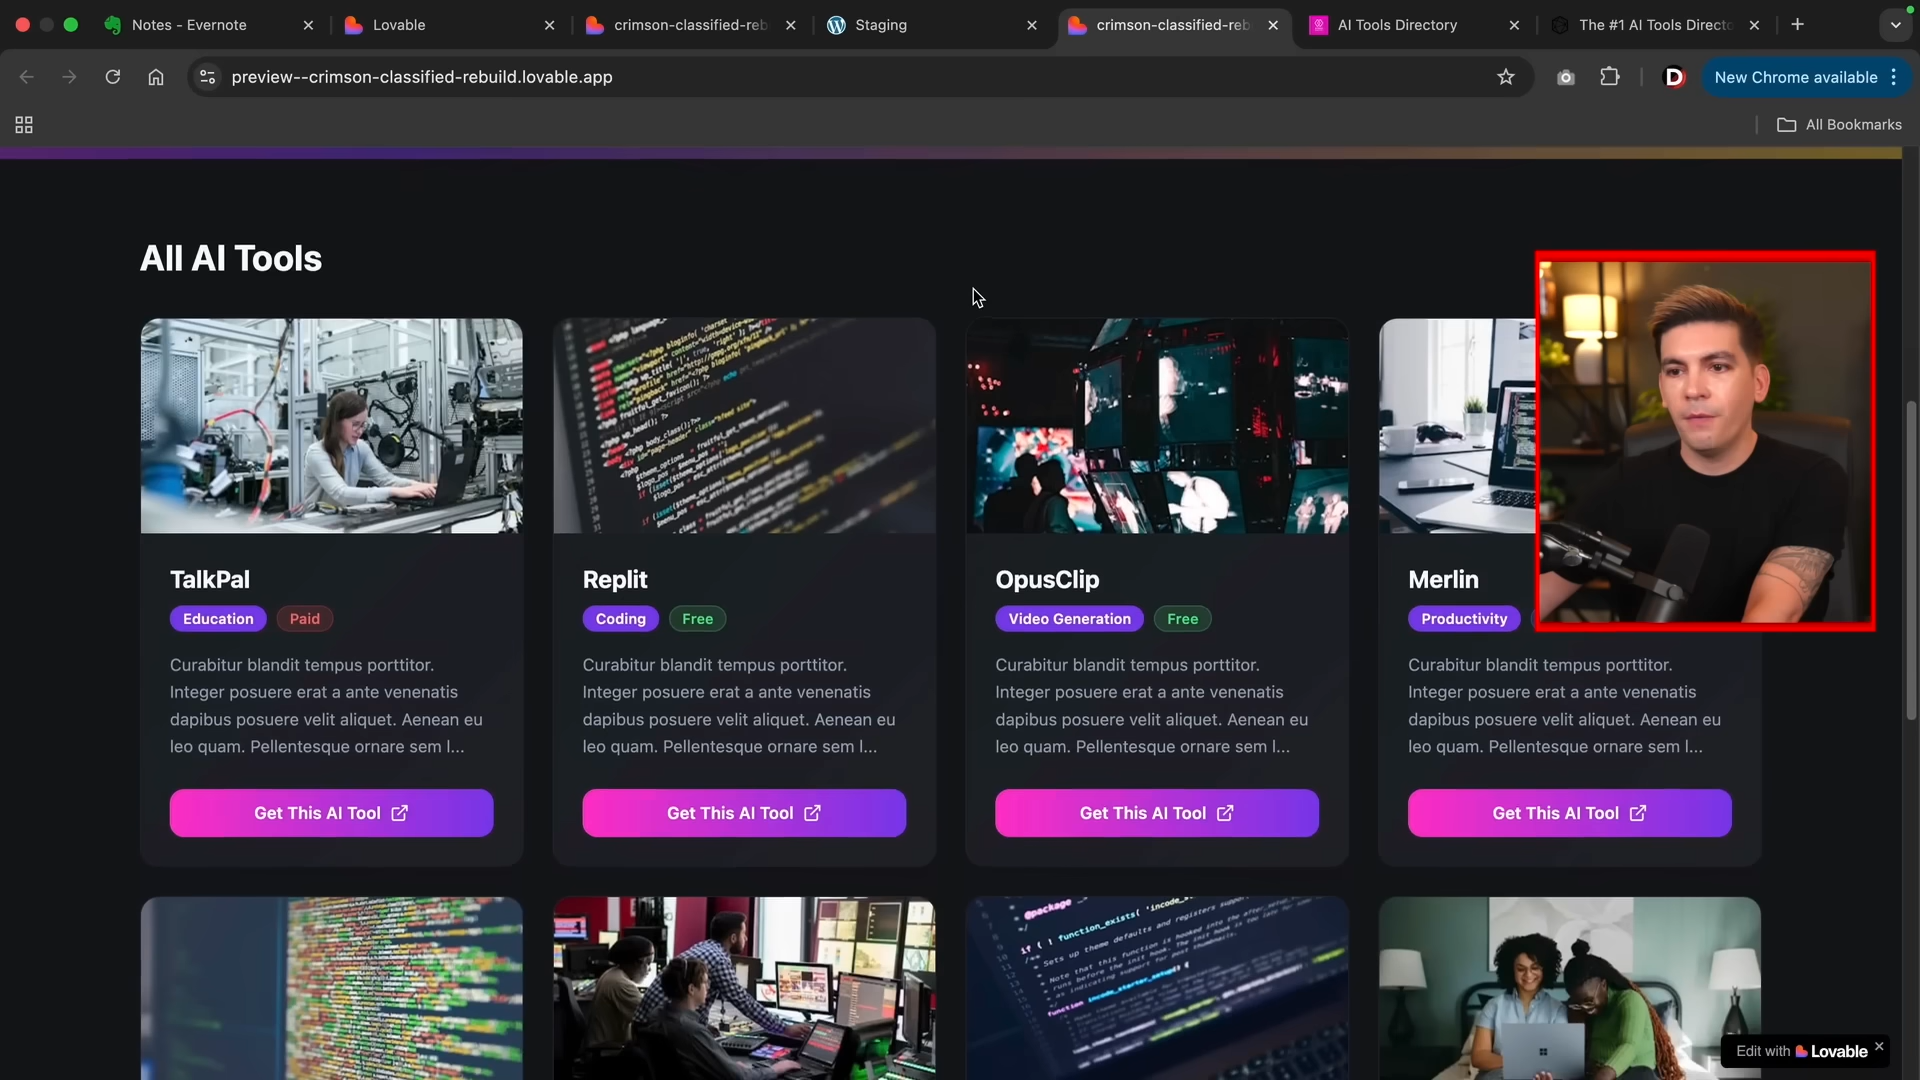 Notes - Evernote
Lovable
crimson-classified-reb
Staging
crimson-classified-reb
AI Tools Directory
The #1 AI Tools Directo
preview--crimson-classified-rebuild.lovable.app
D
New Chrome available
All Bookmarks
All AI Tools
TalkPal
Education
Paid
Curabitur blandit tempus porttitor.
Integer posuere erat a ante venenatis
dapibus posuere velit aliquet. Aenean eu
leo quam. Pellentesque ornare sem l...
Get This AI Tool
Replit
Coding
Free
Curabitur blandit tempus porttitor.
Integer posuere erat a ante venenatis
dapibus posuere velit aliquet. Aenean eu
leo quam. Pellentesque ornare sem l...
Get This AI Tool
OpusClip
Video Generation
Free
Curabitur blandit tempus porttitor.
Integer posuere erat a ante venenatis
dapibus posuere velit aliquet. Aenean eu
leo quam. Pellentesque ornare sem l...
Get This AI Tool
Merlin
Productivity
Curabitur blandit tempus porttitor.
Integer posuere erat a ante venenatis
dapibus posuere velit aliquet. Aenean eu
leo quam. Pellentesque ornare sem l...
Get This AI Tool
@package
if ( ! function_exists( 'incode_s
Edit with Lovable